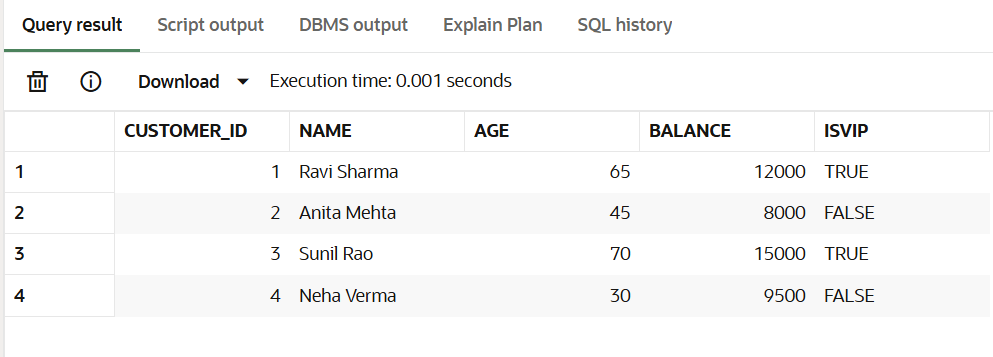 Query result Script output DBMS output Explain Plan SQL history
Download Execution time: 0.001 seconds
CUSTOMER_ID NAME AGE BALANCE ISVIP
1 1 Ravi Sharma 65 12000 TRUE
2 2 Anita Mehta 45 8000 FALSE
3 3 Sunil Rao 70 15000 TRUE
4 4 Neha Verma 30 9500 FALSE